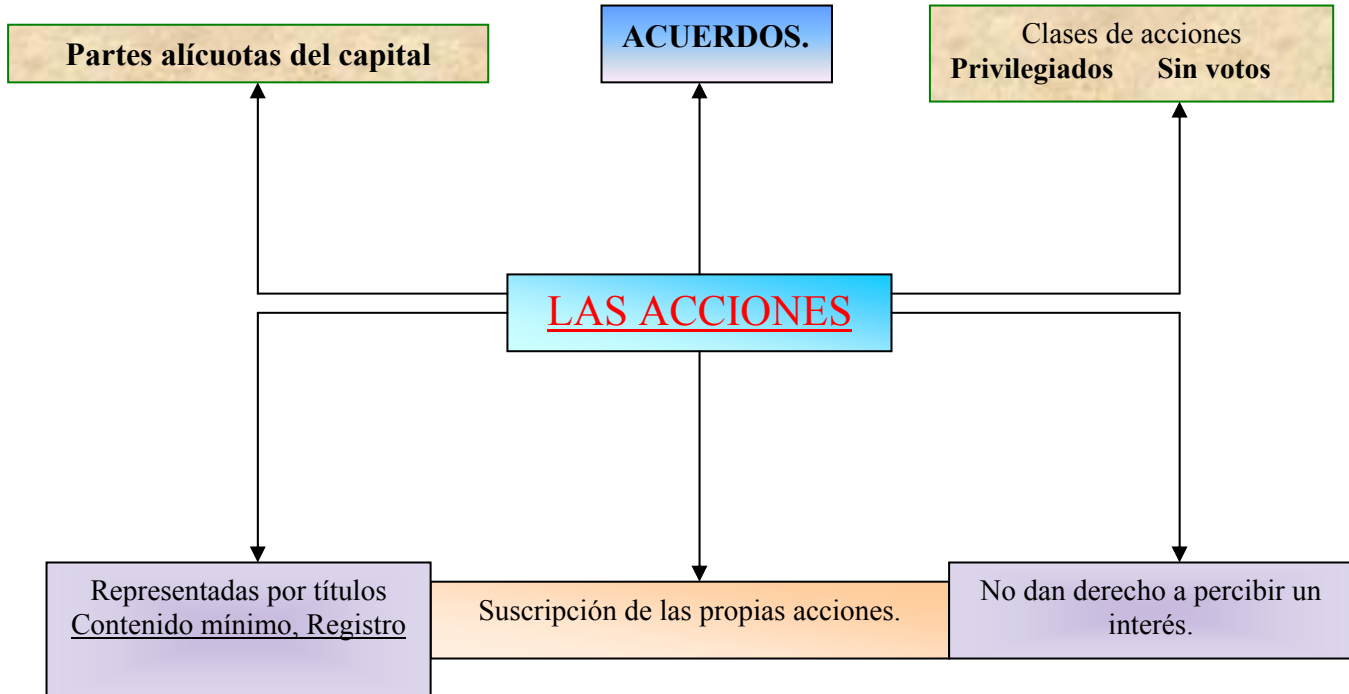 Partes alícuotas del capital
ACUERDOS.
Clases de acciones
Privilegiados Sin votos
LAS ACCIONES
Representadas por títulos
Contenido mínimo, Registro
Suscripción de las propias acciones.
No dan derecho a percibir un
interés.